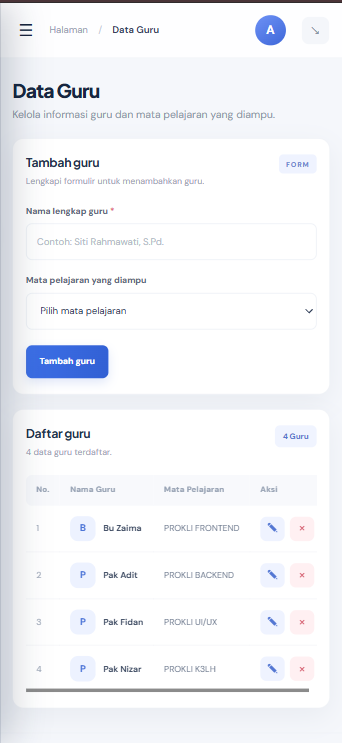 Halaman / Data Guru A
Data Guru
Kelola informasi guru dan mata pelajaran yang diampu.
Tambah guru FORM
Lengkapi formulir untuk menambahkan guru.
Nama lengkap guru *
Contoh: Siti Rahmawati, S.Pd.
Mata pelajaran yang diampu
Pilih mata pelajaran
Tambah guru
Daftar guru 4 Guru
4 data guru terdaftar.
No. Nama Guru Mata Pelajaran Aksi
1 B Bu Zaima PROKLI FRONTEND
2 P Pak Adit PROKLI BACKEND
3 P Pak Fidan PROKLI UI/UX
4 P Pak Nizar PROKLI K3LH